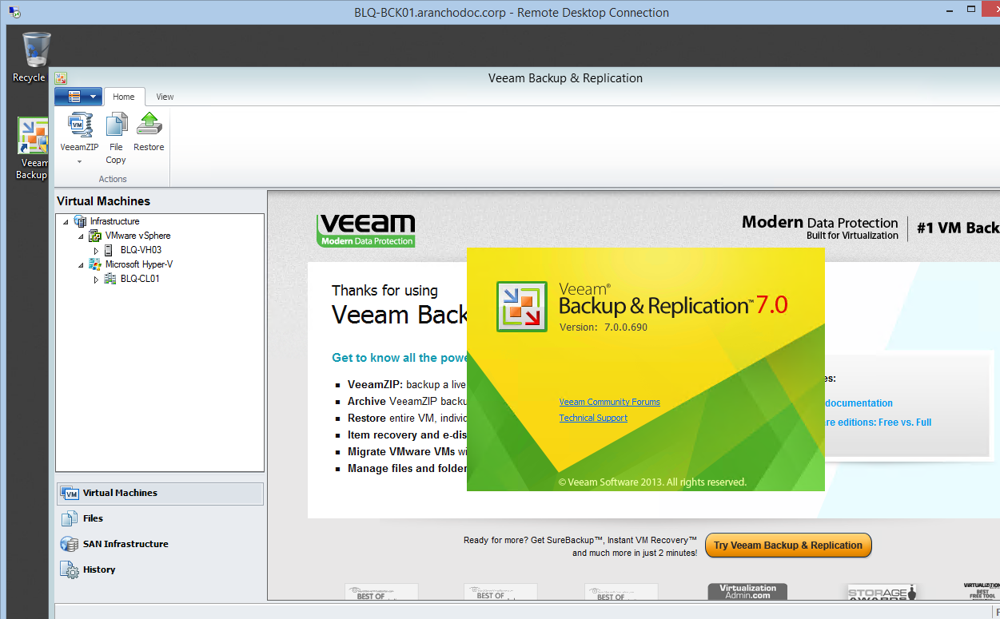 BLQ-BCK01.aranchodoc.corp - Remote Desktop Connection
Recycle
Veeam Backup & Replication
Home
View
VeeamZIP
File
Copy
Restore
Actions
Veeam
Backup
Virtual Machines
Infrastructure
VMware vSphere
BLQ-VH03
Microsoft Hyper-V
BLQ-CL01
veeam
Modern Data Protection
Modern Data Protection
Built for Virtualization
#1 VM Back
Thanks for using
Veeam Back
Get to know all the powe
VeeamZIP: backup a live
Archive VeeamZIP backu
Restore entire VM, individ
Item recovery and e-dis
Migrate VMware VMs wi
Manage files and folder
Veeam®
Backup & Replication™ 7.0
Version: 7.0.0.690
Veeam Community Forums
Technical Support
© Veeam Software 2013. All rights reserved.
es:
documentation
re editions: Free vs. Full
Virtual Machines
Files
SAN Infrastructure
History
Ready for more? Get SureBackup™, Instant VM Recovery™
and much more in just 2 minutes!
Try Veeam Backup & Replication
BEST OF
BEST OF
BEST OF
Virtualization
Admin.com
STORAGE
AWARDS
VIRTUALIZATION
BEST
FREE TOOL